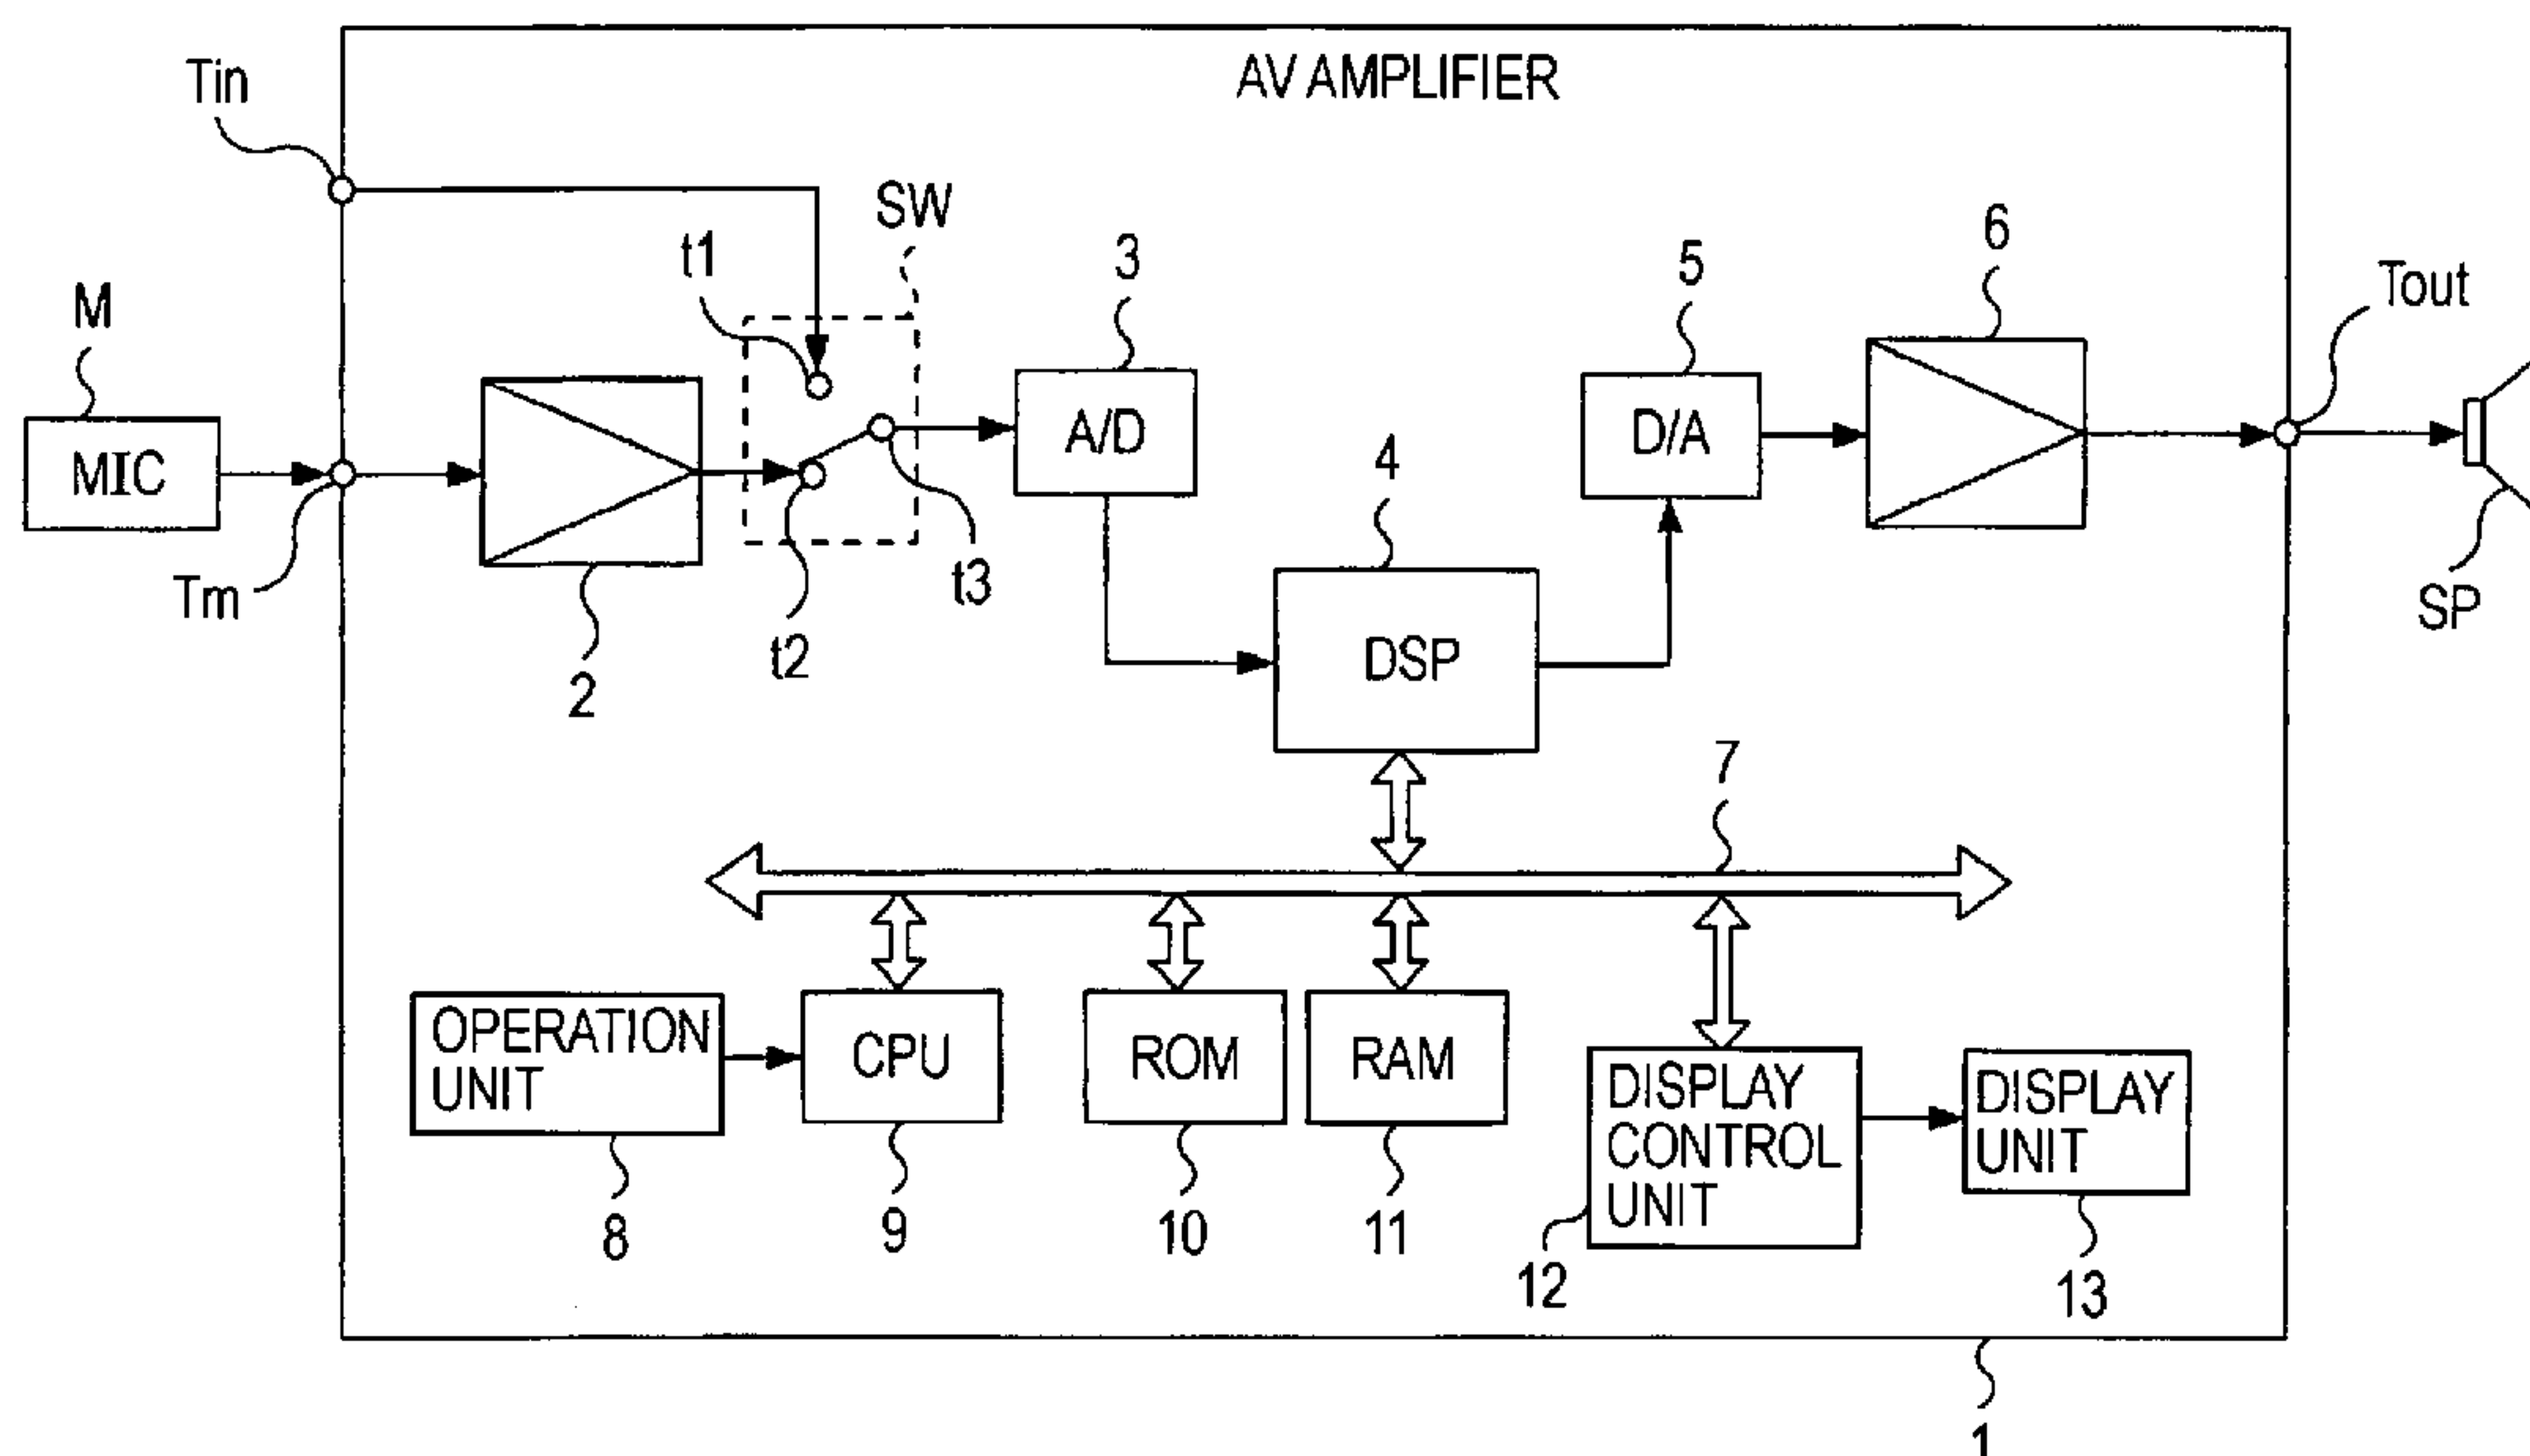 AV AMPLIFIER
Tin
SW
t1
3
5
6
Tout
M
MIC
A/D
D/A
4
Tm
t3
t2
DSP
SP
2
7
OPERATION
UNIT
CPU
ROM
RAM
DISPLAY
CONTROL
UNIT
DISPLAY
UNIT
8
9
10
11
12
13
1